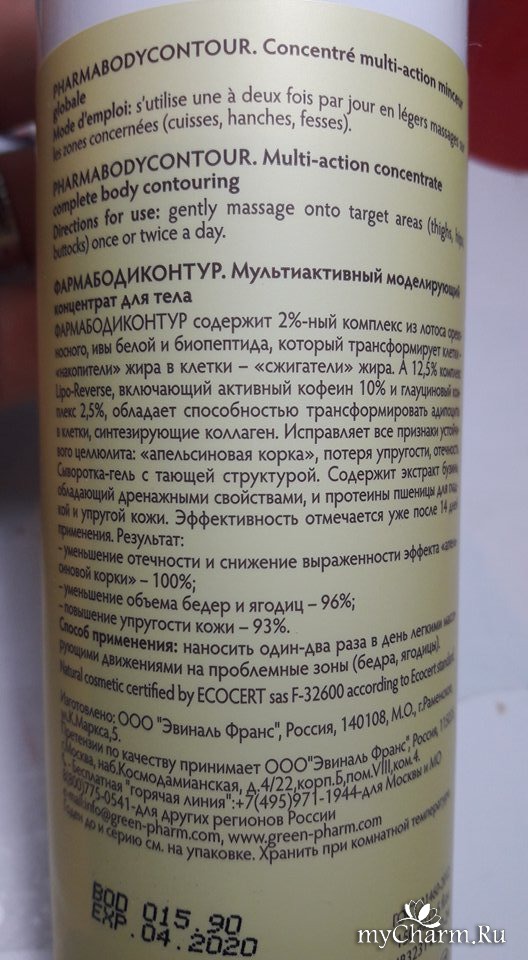 PHARMABODYCONTOUR. Concentré multi-action minceur
globale
Mode d'emploi: s'utilise une à deux fois par jour en légers massages sur
les zones concernées (cuisses, hanches, fesses).
PHARMABODYCONTOUR. Multi-action concentrate
complete body contouring
Directions for use: gently massage onto target areas (thighs, hips
buttocks) once or twice a day.
ФАРМАБОДИКОНТУР. Мультиактивный моделирующий
концентрат для тела
ФАРМАБОДИКОНТУР содержит 2%-ный комплекс из лотоса орехо-
носного, ивы белой и биопептида, который трансформирует клетки -
«накопители» жира в клетки – «сжигатели» жира. А 12,5% комплекс
Lipo-Reverse, включающий активный кофеин 10% и глауциновый ком-
плекс 2,5%, обладает способностью трансформировать адипоциты
в клетки, синтезирующие коллаген. Исправляет все признаки устойчи-
вого целлюлита: «апельсиновая корка», потеря упругости, отечность.
Сыворотка-гель с тающей структурой. Содержит экстракт бузины,
обладающий дренажными свойствами, и протеины пшеницы для глад-
кой и упругой кожи. Эффективность отмечается уже после 14 дней
применения. Результат:
- уменьшение отечности и снижение выраженности эффекта «апель-
синовой корки» – 100%;
- уменьшение объема бедер и ягодиц – 96%;
- повышение упругости кожи – 93%.
Способ применения: наносить один-два раза в день легкими масси-
рующими движениями на проблемные зоны (бедра, ягодицы).
Natural cosmetic certified by ECOCERT sas F-32600 according to Ecocert standard
Изготовлено: ООО "Эвиналь Франс", Россия, 140108, М.О., г.Раменское,
ул.К.Маркса,5.
Претензии по качеству принимает ООО"Эвиналь Франс", Россия,
г.Москва, наб.Космодамианская, д.4/22,корп.Б,пом.VIII,ком.4.
Бесплатная "горячая линия":+7(495)971-1944-для Москвы и МО
8(800)775-0541-для других регионов России
e-mail:info@green-pharm.com, www.green-pharm.com
Годен до и серию см. на упаковке. Хранить при комнатной температуре.
BOD 015.90
EXP.04.2020
myCharm.Ru